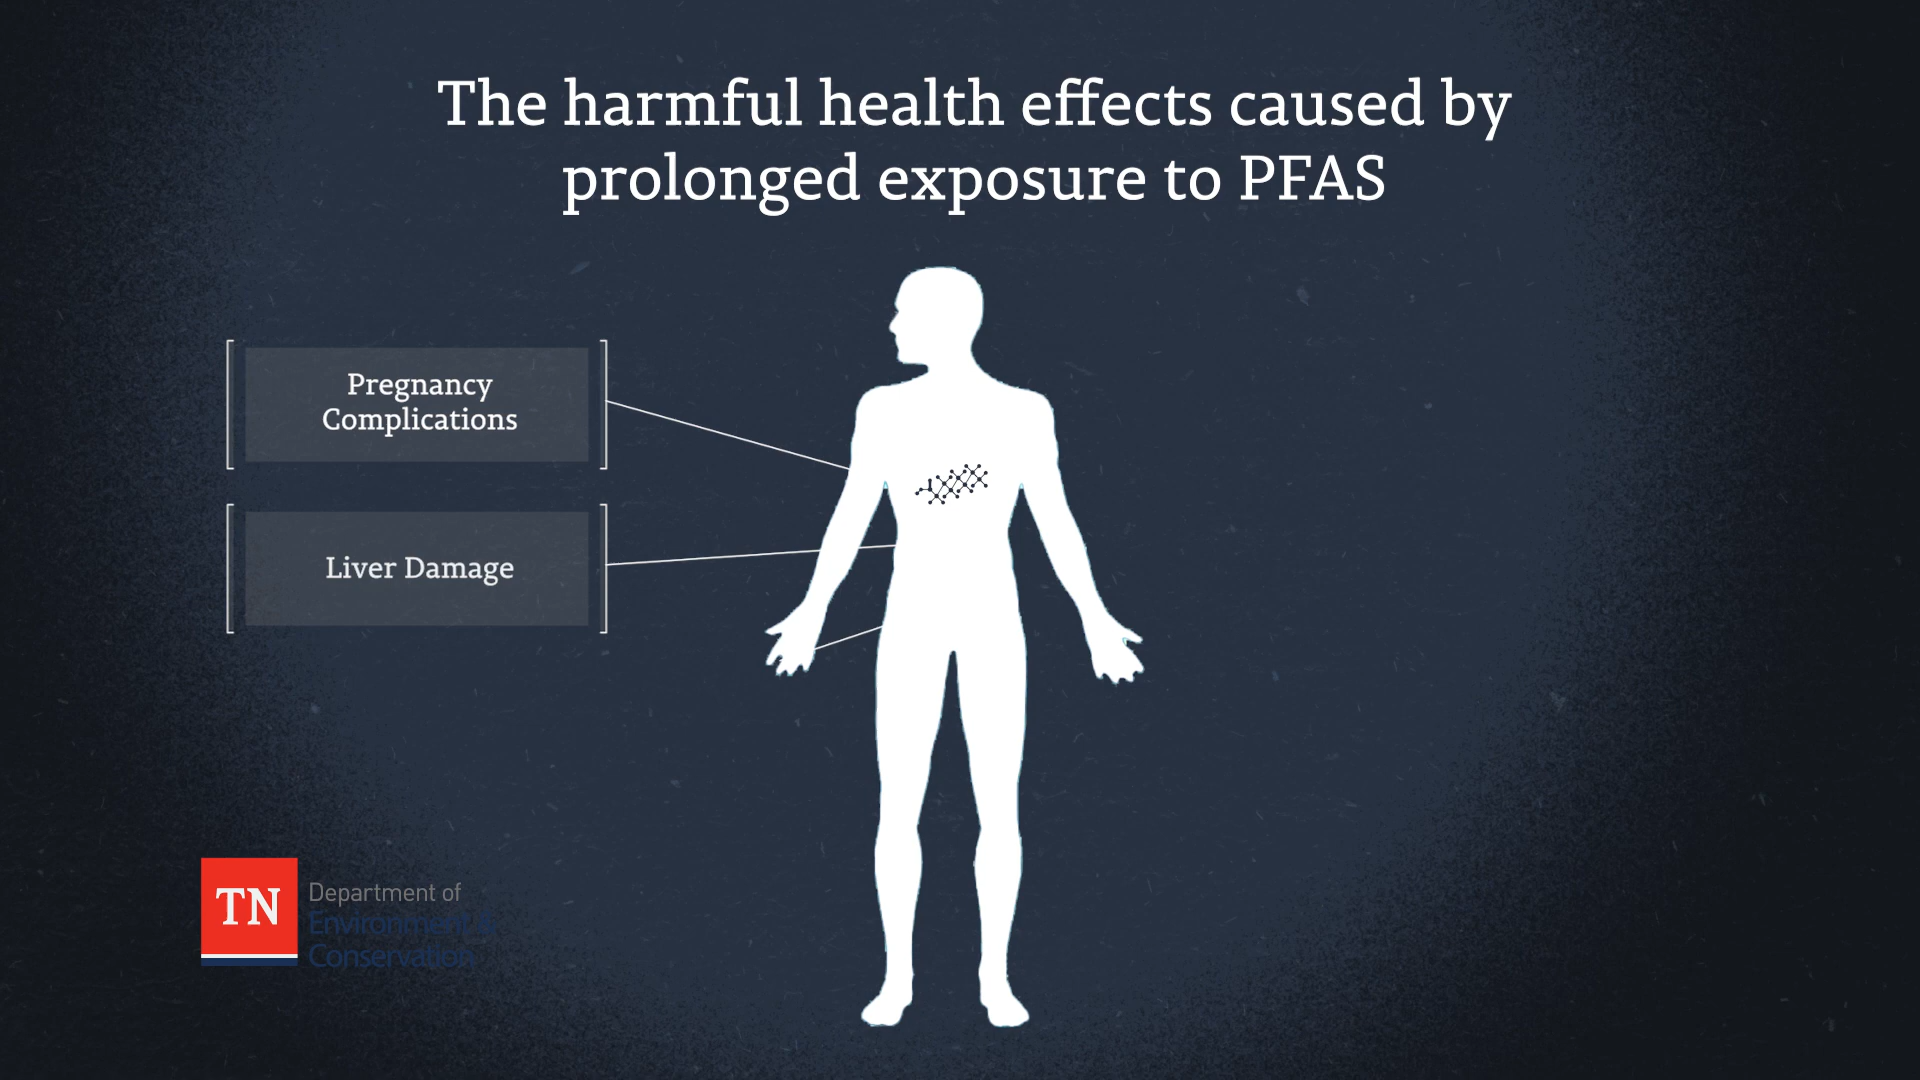 The harmful health effects caused by
prolonged exposure to PFAS
Pregnancy
Complications
Liver Damage
TN
Department of
Environment &
Conservation